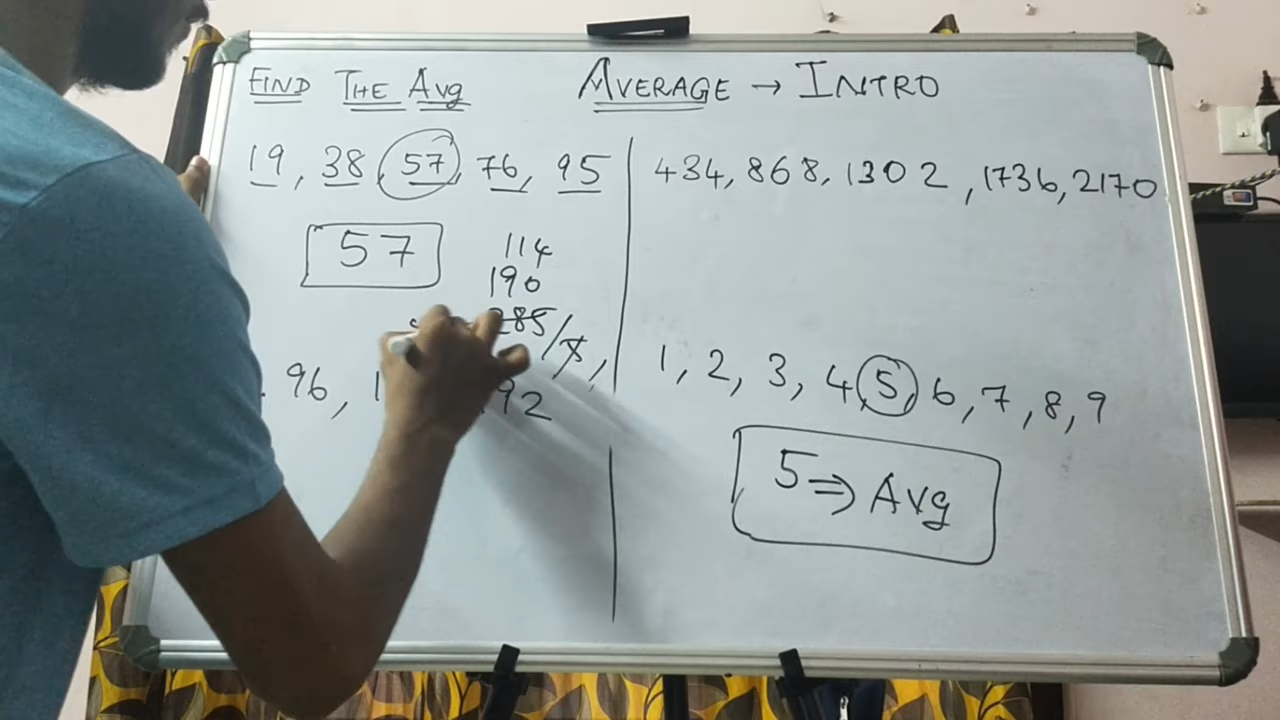 FIND THE Avg
AVERAGE → INTRO
19, 38, 57, 76, 95
57
114
190
285/5
96, 192
434, 868, 1302, 1736, 2170
1, 2, 3, 4, 5, 6, 7, 8, 9
5 ⇒ Avg